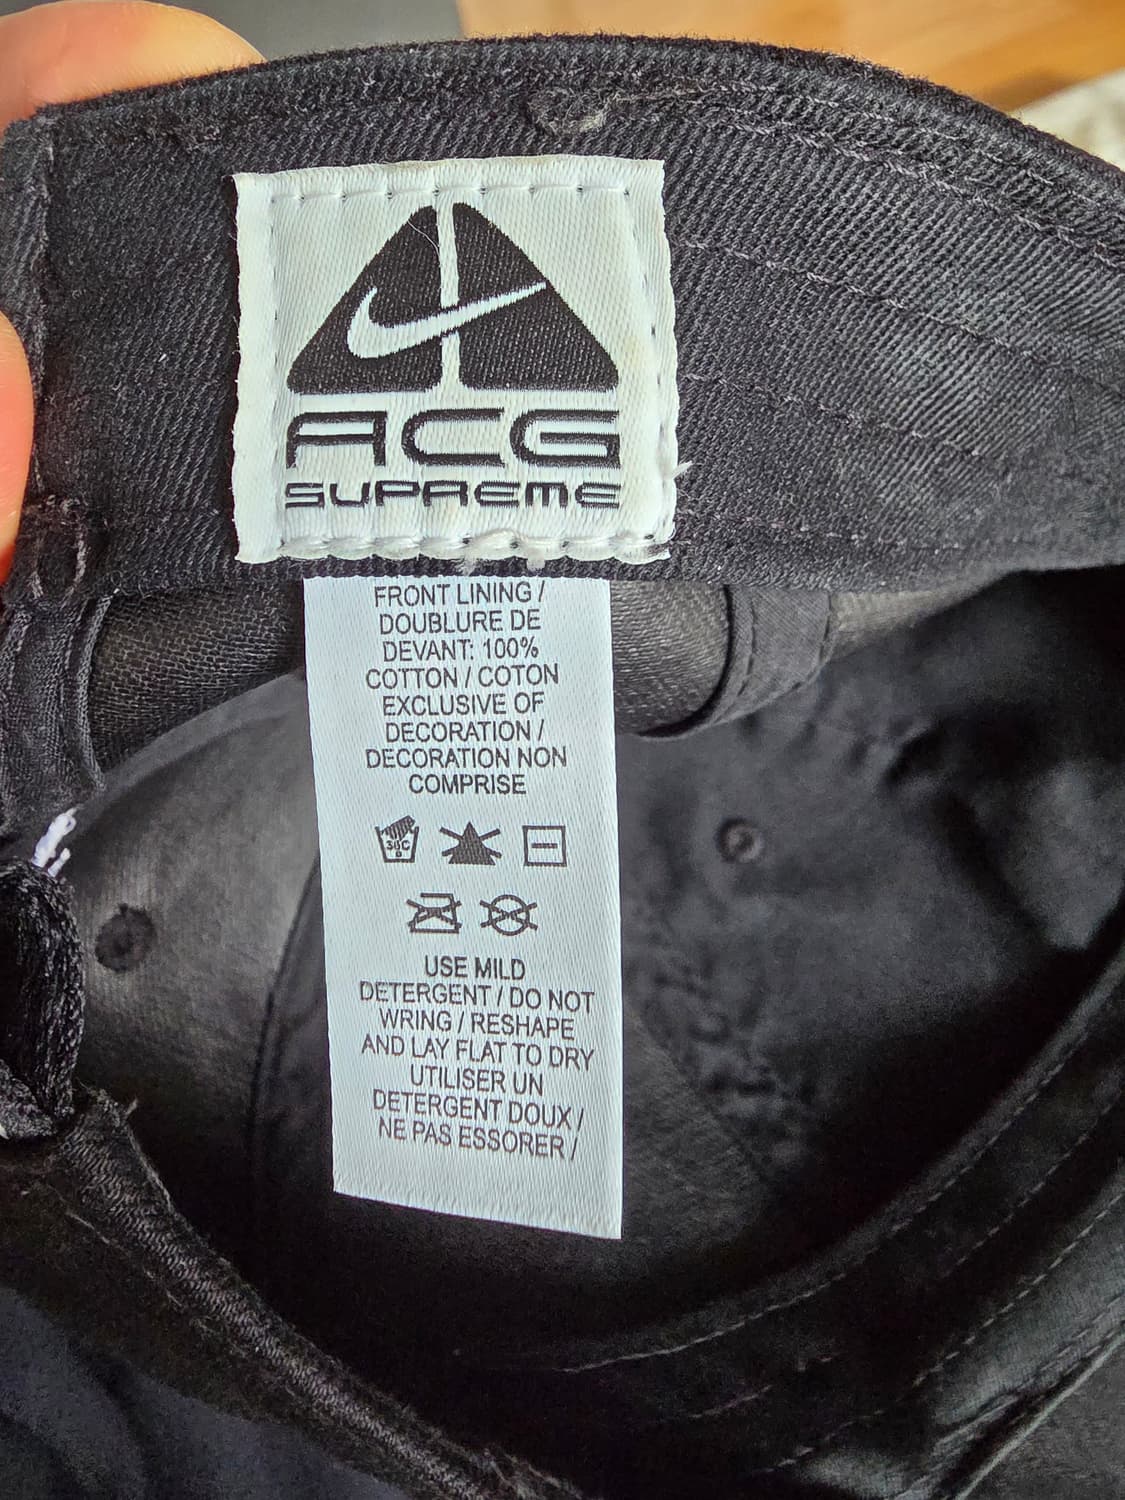 ACG
SUPREME
FRONT LINING /
DOUBLURE DE
DEVANT: 100%
COTTON / COTON
EXCLUSIVE OF
DECORATION /
DECORATION NON
COMPRISE
30C
USE MILD
DETERGENT / DO NOT
WRING / RESHAPE
AND LAY FLAT TO DRY
UTILISER UN
DETERGENT DOUX /
NE PAS ESSORER /